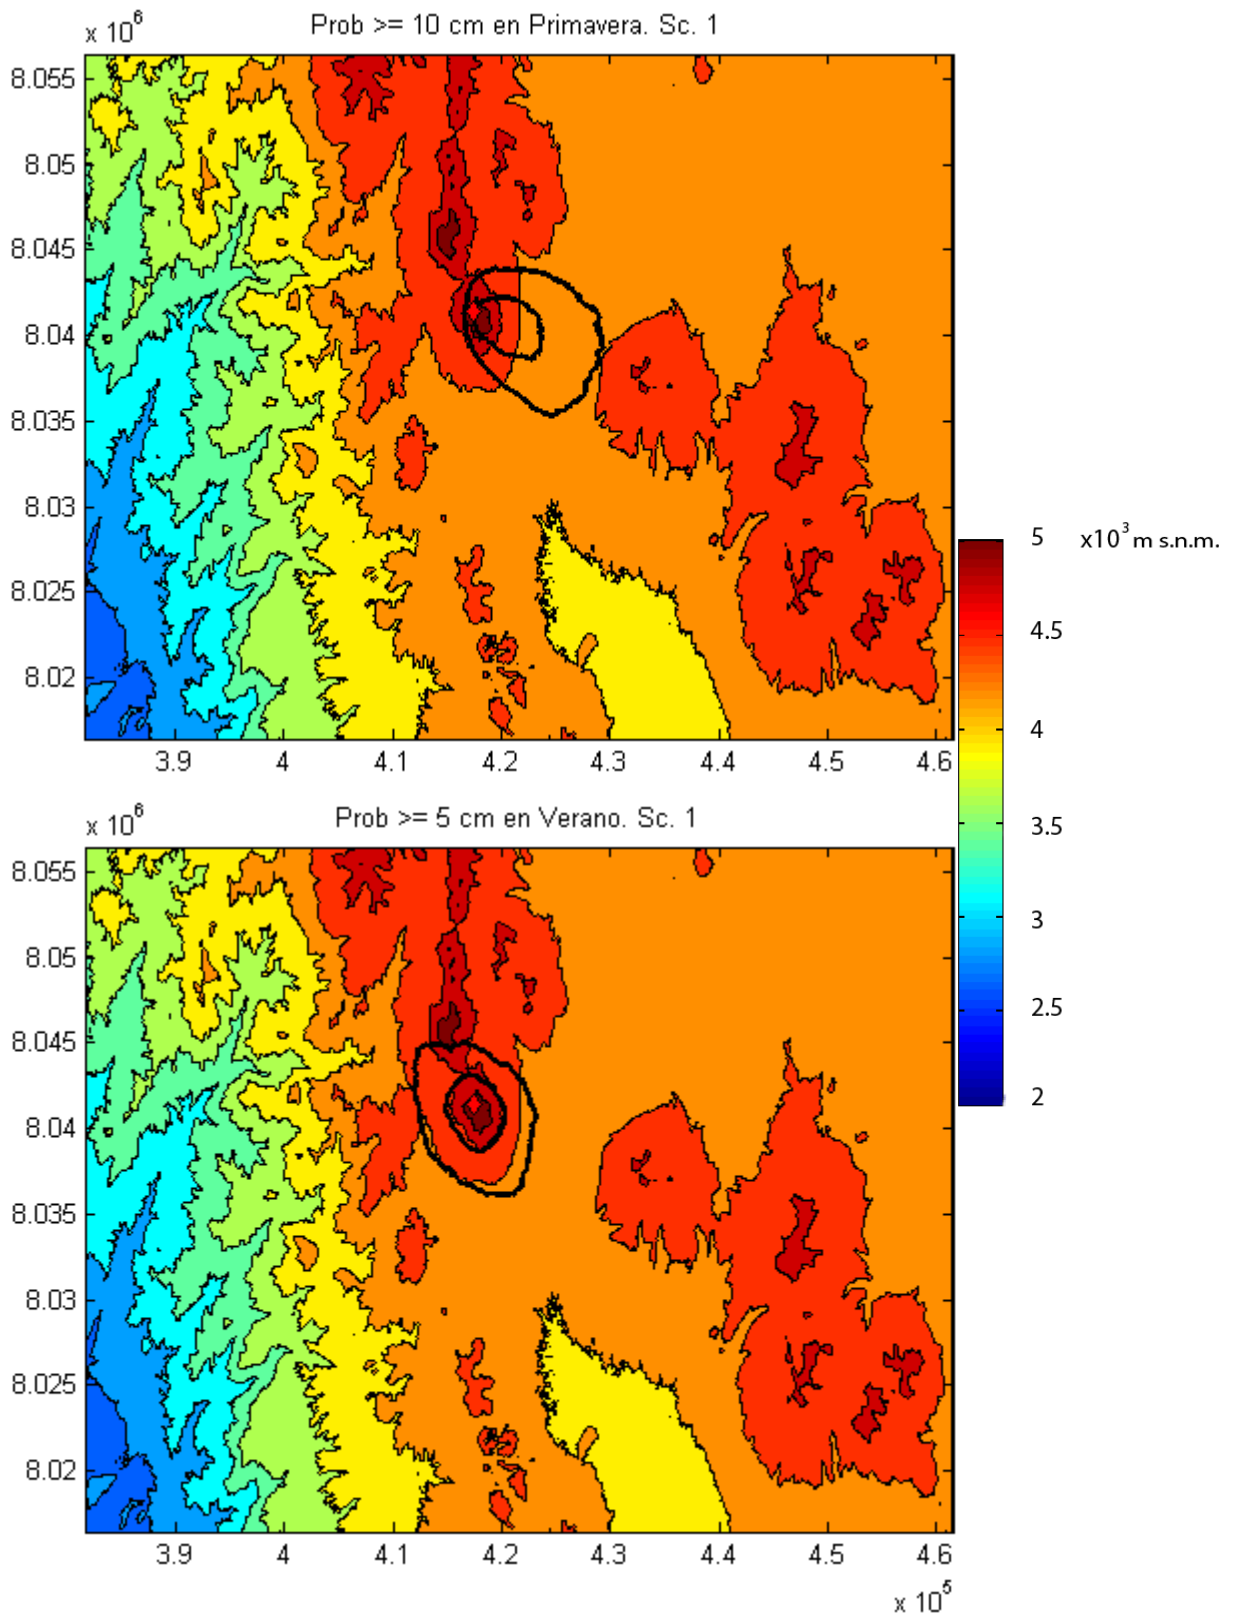 Prob >= 10 cm en Primavera. Sc. 1
x 10^6
8.055
8.05
8.045
8.04
8.035
8.03
8.025
8.02
3.9 4 4.1 4.2 4.3 4.4 4.5 4.6
5 x10^3 m s.n.m.
4.5
4
3.5
3
2.5
2
Prob >= 5 cm en Verano. Sc. 1
x 10^6
8.055
8.05
8.045
8.04
8.035
8.03
8.025
8.02
3.9 4 4.1 4.2 4.3 4.4 4.5 4.6
x 10^5